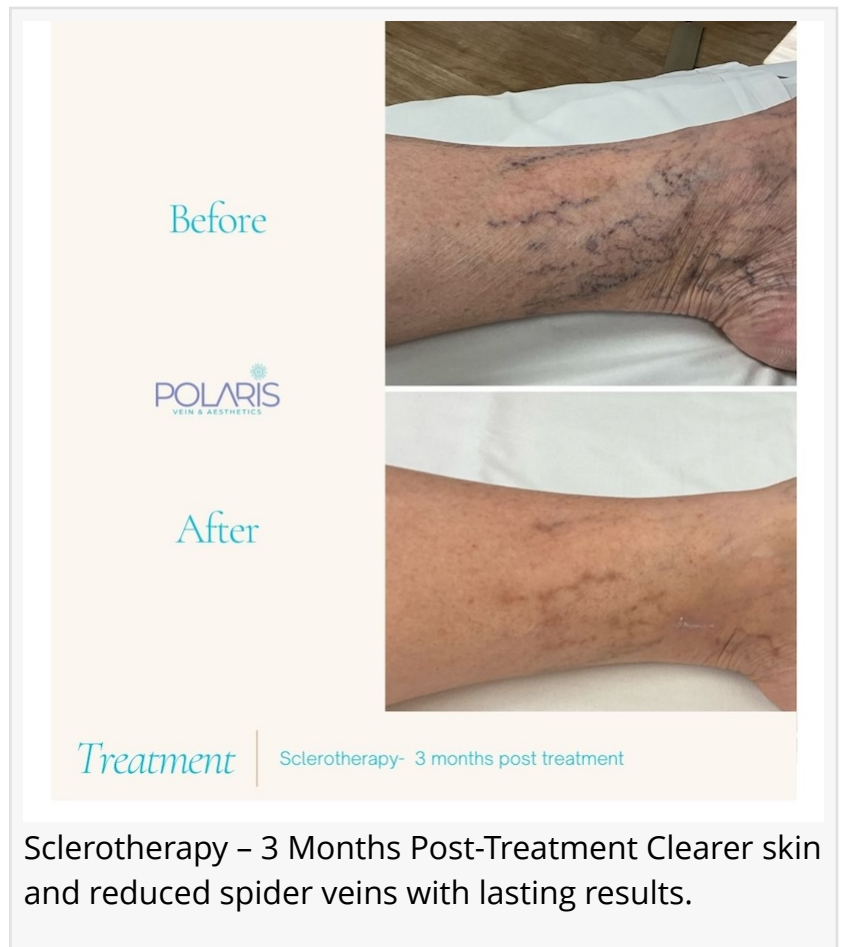 Before
POLARIS
VEIN & AESTHETICS
After
Treatment
Sclerotherapy- 3 months post treatment
Sclerotherapy – 3 Months Post-Treatment Clearer skin
and reduced spider veins with lasting results.